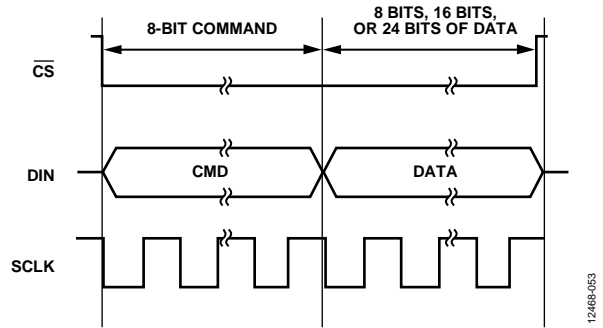 8-BIT COMMAND
8 BITS, 16 BITS,
OR 24 BITS OF DATA
CS
DIN
CMD
DATA
SCLK
12468-053